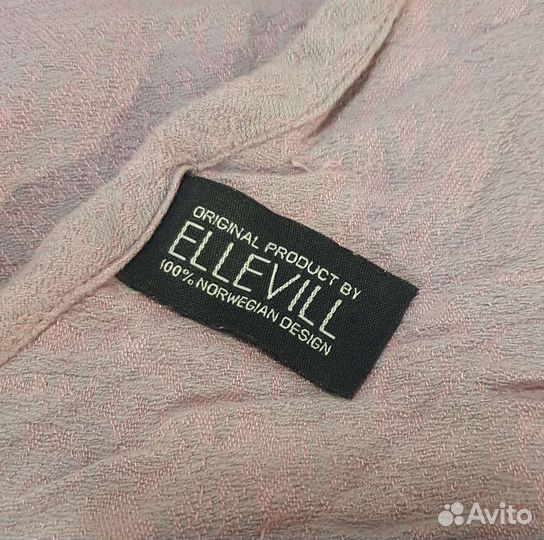 ORIGINAL PRODUCT BY
ELLEVILL
100% NORWEGIAN DESIGN
Avito